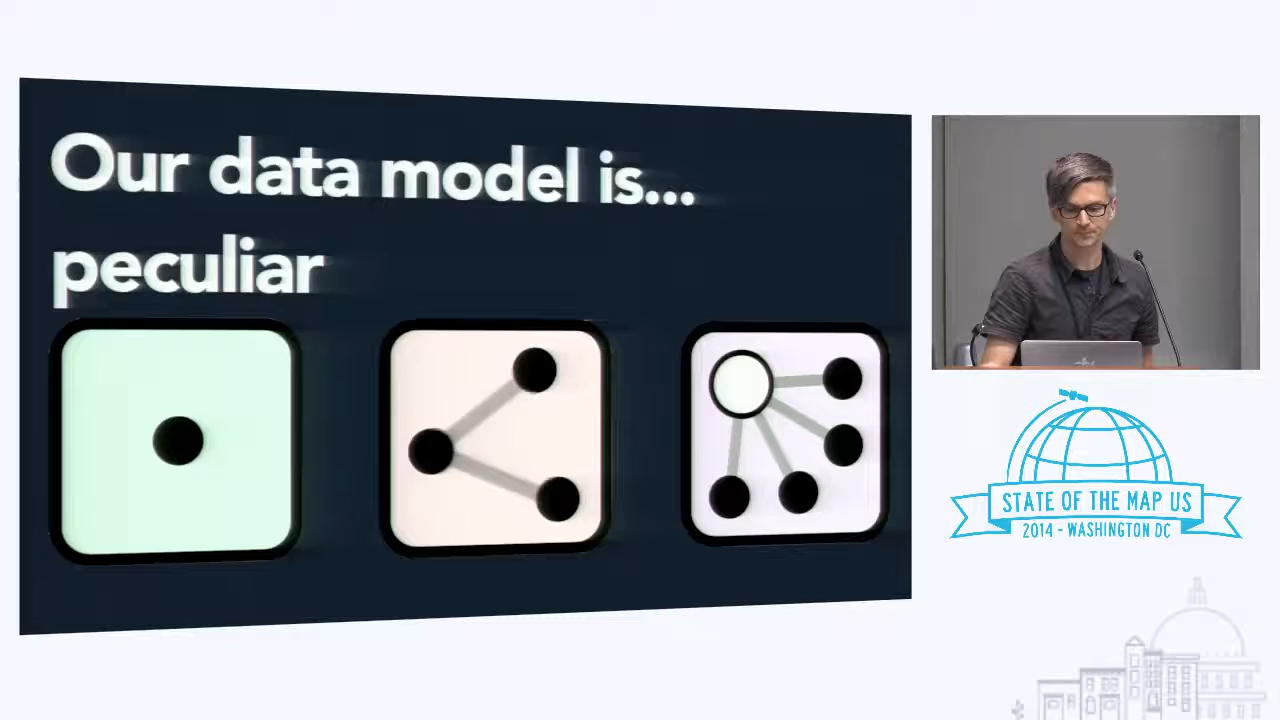 Our data model is...
peculiar
STATE OF THE MAP US
2014 - WASHINGTON DC